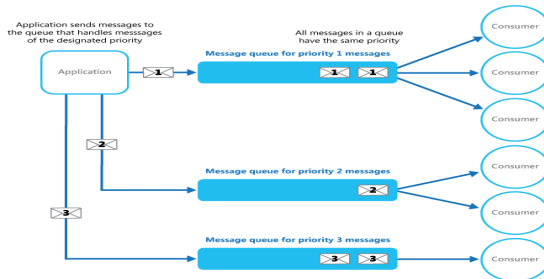 Application sends messages to
the queue that handles messsages
of the designated priority
All messages in a queue
have the same priority
Consumer
Message queue for priority 1 messages
Application
1
1
1
Consumer
Consumer
2
Message queue for priority 2 messages
2
Consumer
Consumer
3
Message queue for priority 3 messages
3
3
Consumer